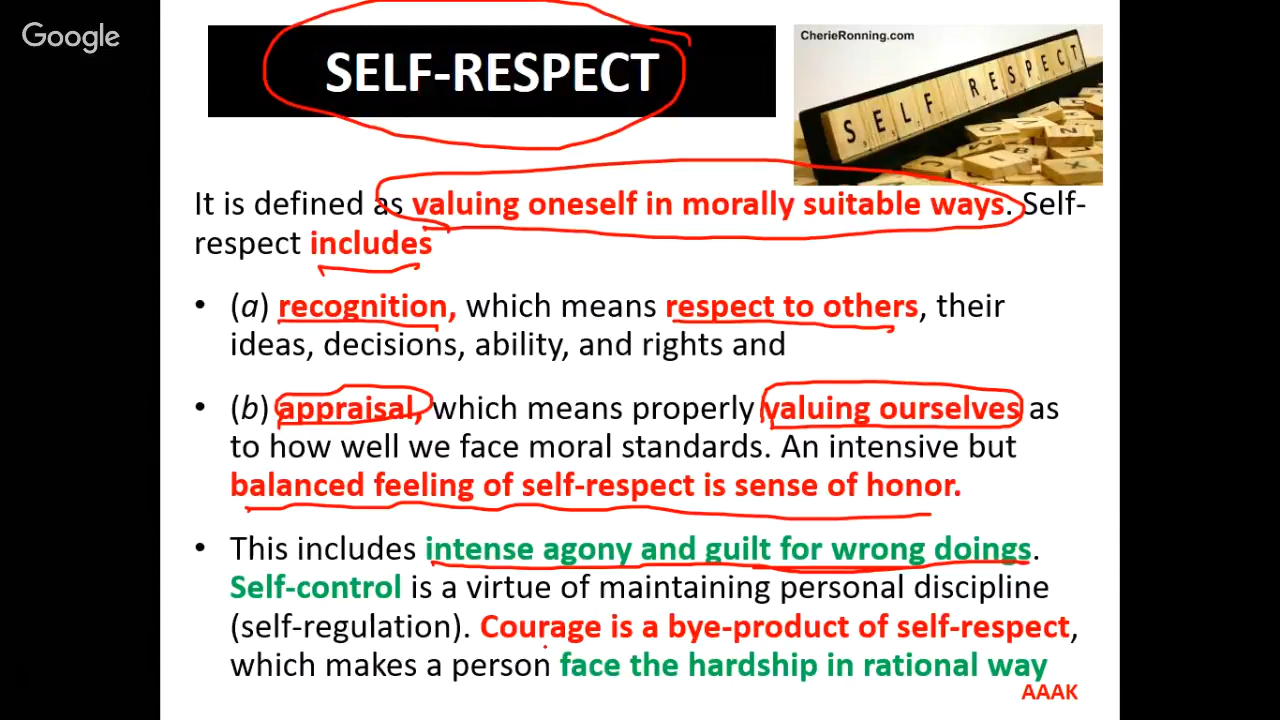 Google
SELF-RESPECT
CherieRonning.com
SELF RESPECT
It is defined as valuing oneself in morally suitable ways. Self-
respect includes
• (a) recognition, which means respect to others, their
ideas, decisions, ability, and rights and
• (b) appraisal, which means properly valuing ourselves as
to how well we face moral standards. An intensive but
balanced feeling of self-respect is sense of honor.
• This includes intense agony and guilt for wrong doings.
Self-control is a virtue of maintaining personal discipline
(self-regulation). Courage is a bye-product of self-respect,
which makes a person face the hardship in rational way
AAAK